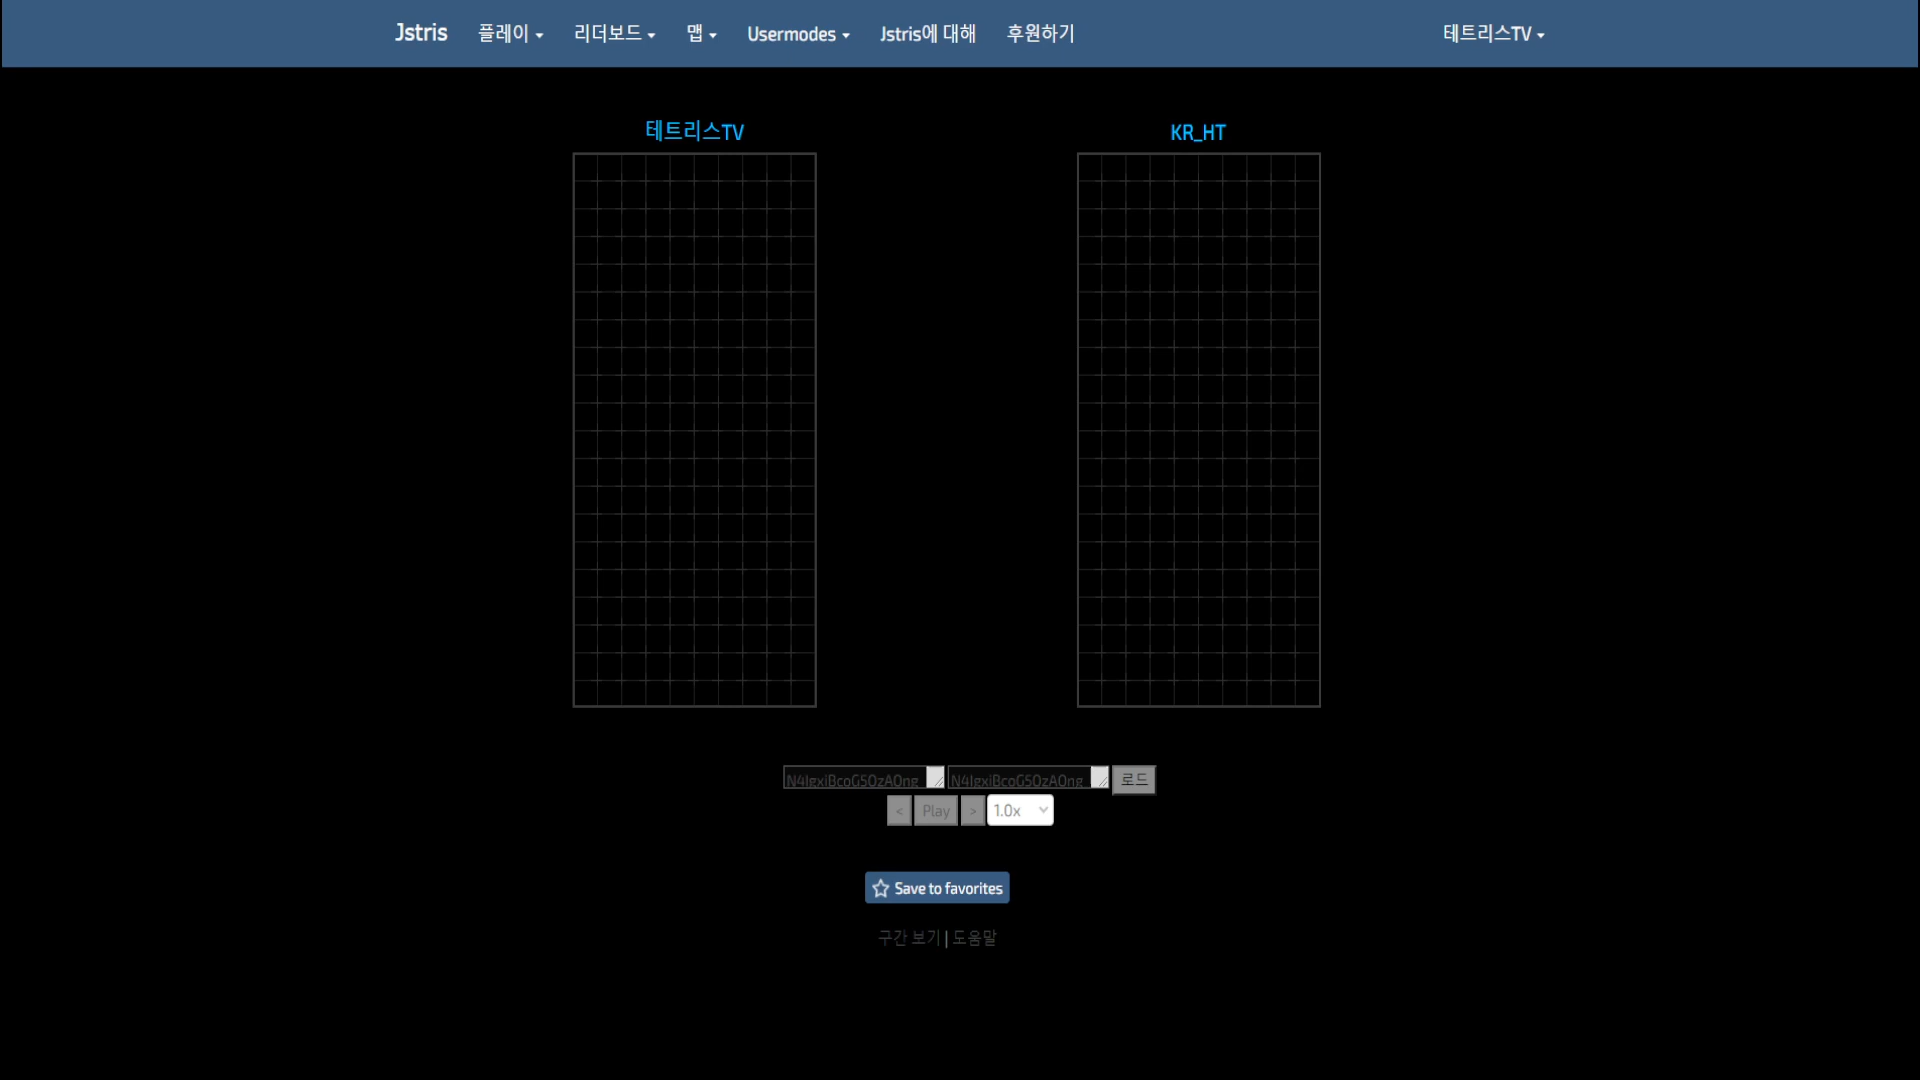 Jstris 플레이 리더보드 맵 Usermodes Jstris에 대해 후원하기 테트리스TV
테트리스TV KR_HT
N4IgxiBcoG5QzAQng N4IgxiBcoG5QzAQng 로드
< Play > 1.0x
Save to favorites
구간 보기 | 도움말